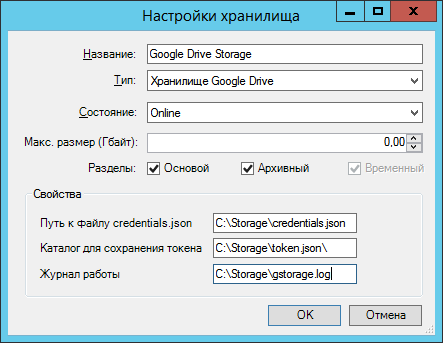 Настройки хранилища
Название: Google Drive Storage
Тип: Хранилище Google Drive
Состояние: Online
Макс. размер (Гбайт): 0,00
Разделы: Основой Архивный Временный
Свойства
Путь к файлу credentials.json C:\Storage\credentials.json
Каталог для сохранения токена C:\Storage\token.json\
Журнал работы C:\Storage\gstorage.log
OK Отмена